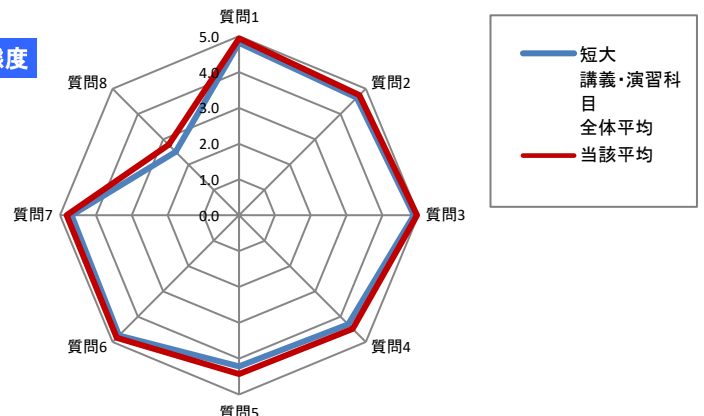 態度
質問1
質問2
質問3
質問4
質問5
質問6
質問7
質問8
5.0
4.0
3.0
2.0
1.0
0.0
短大
講義・演習科
目
全体平均
当該平均